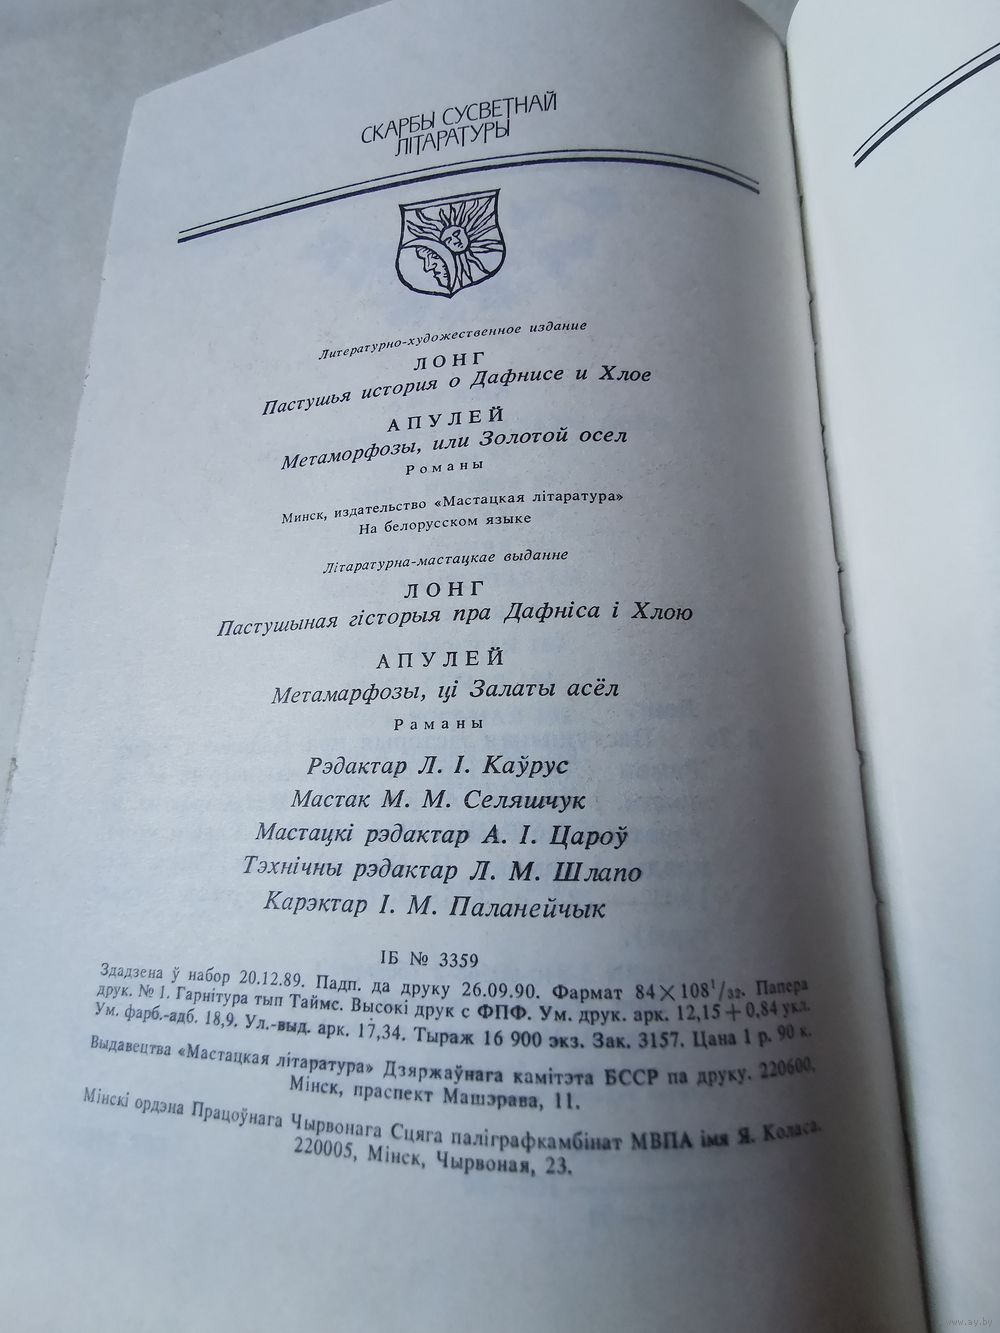 СКАРБЫ СУСВЕТНАЙ
ЛІТАРАТУРЫ
Литературно-художественное издание
ЛОНГ
Пастушья история о Дафнисе и Хлое
АПУЛЕЙ
Метаморфозы, или Золотой осел
Романы
Минск, издательство «Мастацкая літаратура»
На белорусском языке
Літаратурна-мастацкае выданне
ЛОНГ
Пастушыная гісторыя пра Дафніса і Хлою
АПУЛЕЙ
Метамарфозы, ці Залаты асёл
Раманы
Рэдактар Л. І. Каўрус
Мастак М. М. Селяшчук
Мастацкі рэдактар А. І. Цароў
Тэхнічны рэдактар Л. М. Шлапо
Карэктар І. М. Паланейчык
ІБ № 3359
Здадзена ў набор 20.12.89. Падп. да друку 26.09.90. Фармат 84×108¹/₃₂. Папера
друк. № 1. Гарнітура тып Таймс. Высокі друк с ФПФ. Ум. друк. арк. 12,15+0,84 укл.
Ум. фарб.-адб. 18,9. Ул.-выд. арк. 17,34. Тыраж 16 900 экз. Зак. 3157. Цана 1 р. 90 к.
Выдавецтва «Мастацкая літаратура» Дзяржаўнага камітэта БССР па друку. 220600,
Мінск, праспект Машэрава, 11.
Мінскі ордэна Працоўнага Чырвонага Сцяга паліграфкамбінат МВПА імя Я. Коласа.
220005, Мінск, Чырвоная, 23.
www.ay.by